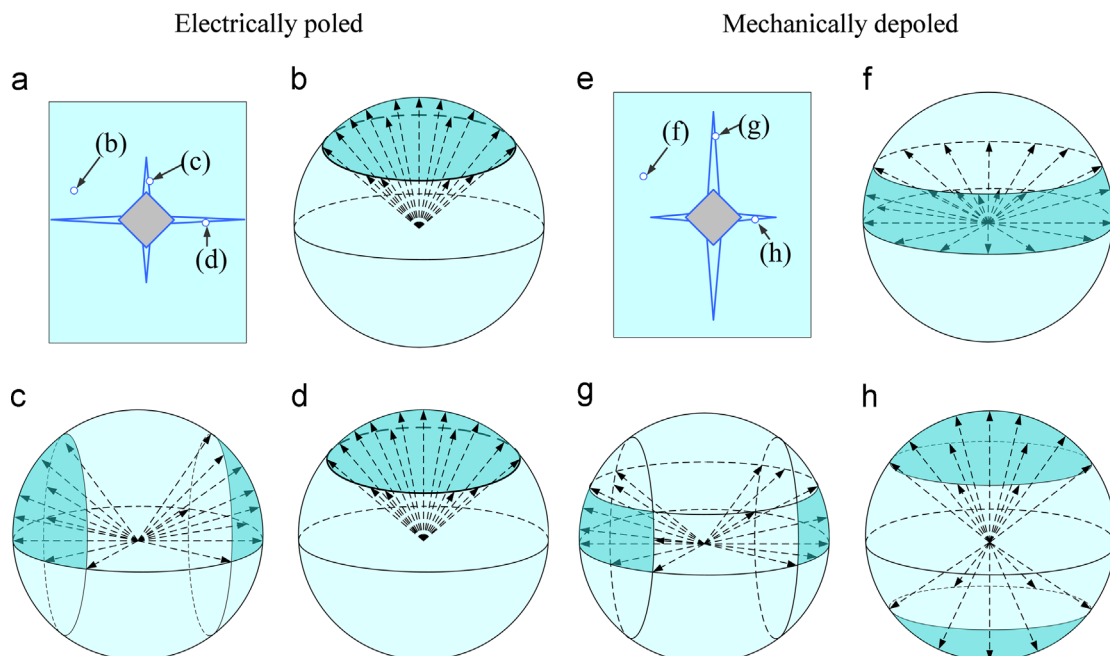 Electrically poled
Mechanically depoled
a
(b)
(c)
(d)
b
e
(f)
(g)
(h)
f
c
d
g
h